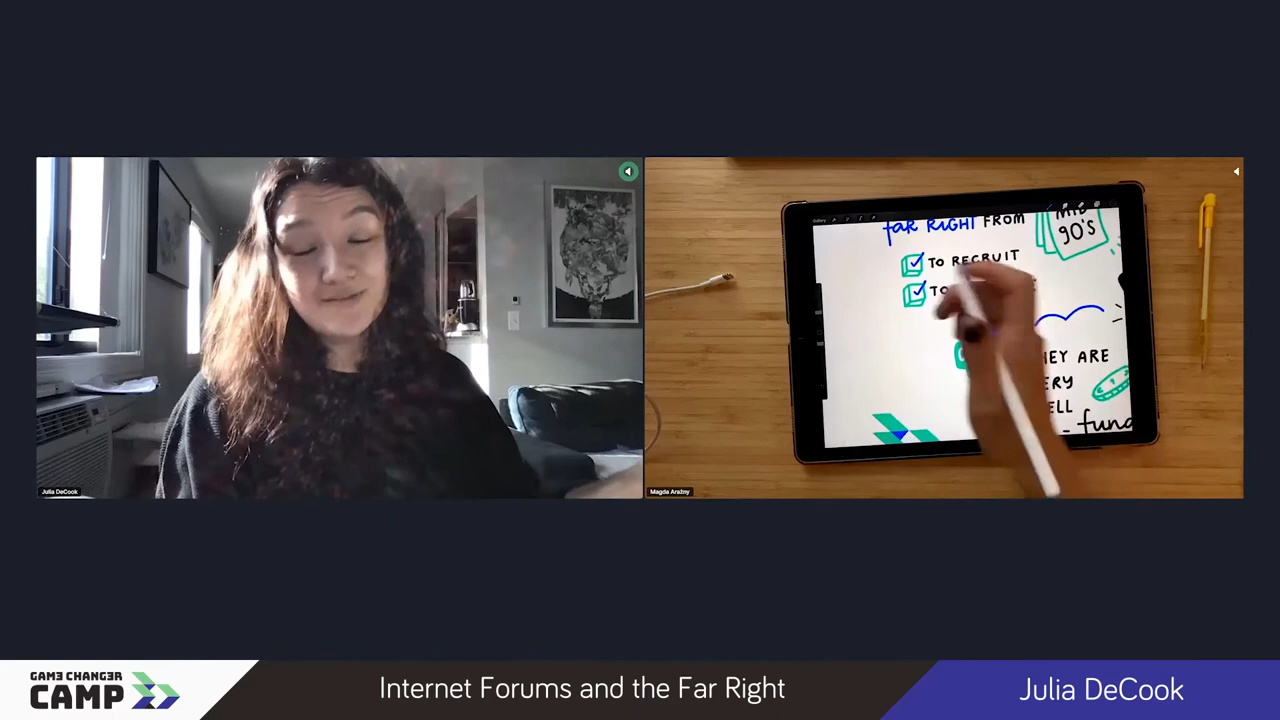 far RIGHT FROM
MID
90'S
TO RECRUIT
TO
HEY ARE
ERY
ELL
- fund
Julia DeCook
Magda Arażny
GAME CHANGER
CAMP
Internet Forums and the Far Right
Julia DeCook